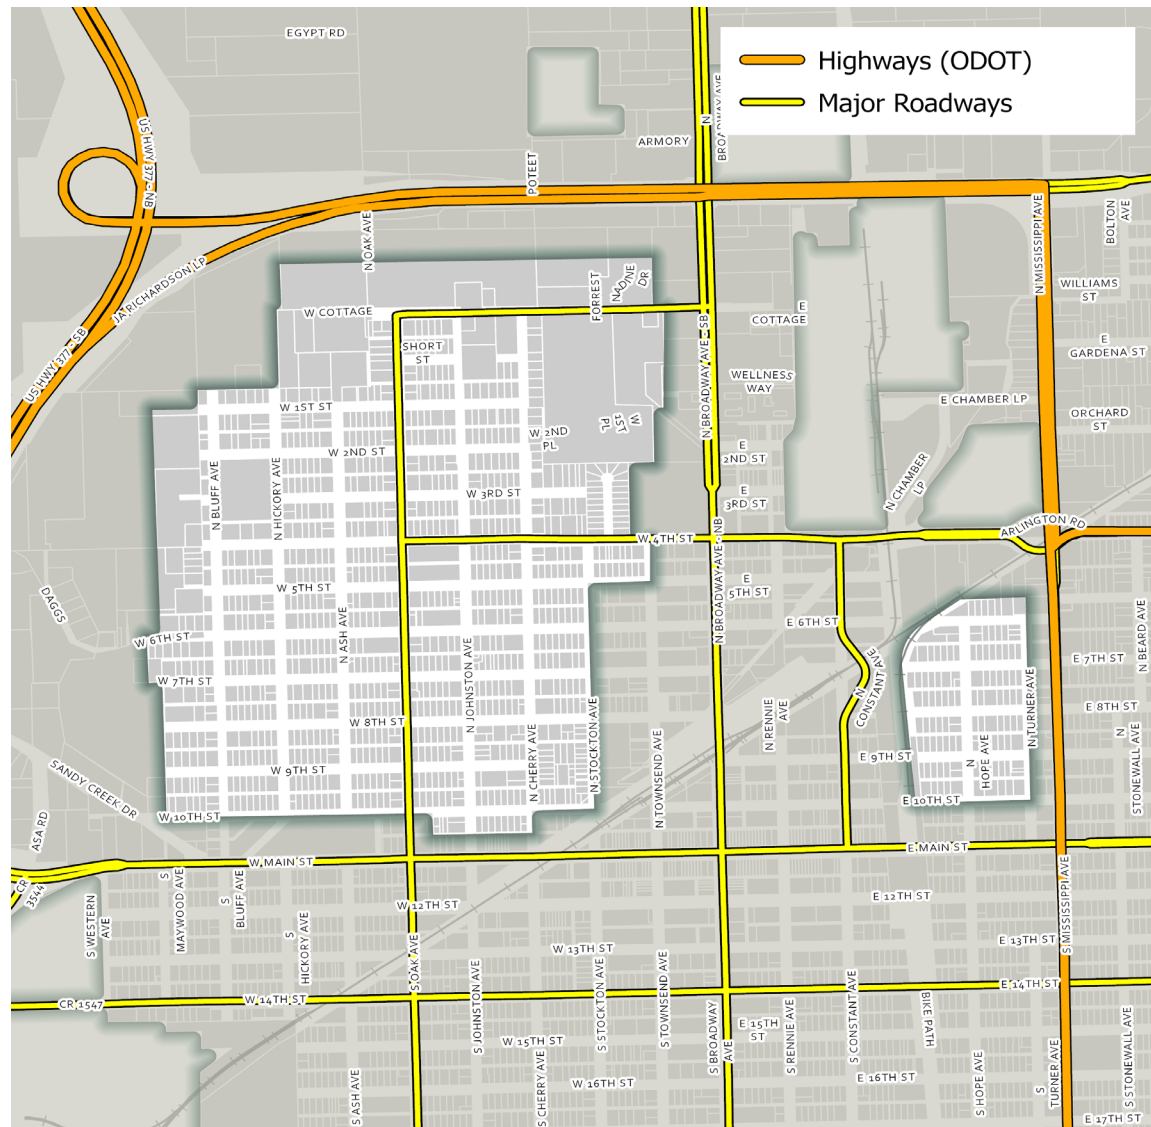 EGYPT RD
Highways (ODOT)
Major Roadways
N
BROADWAY AVE
ARMORY
POTEET
US HWY 377 - NB
N OAK AVE
JA RICHARDSON LP
US HWY 377 - SB
N MISSISSIPPI AVE
BOLTON
AVE
WILLIAMS
ST
E
GARDENA ST
ORCHARD
ST
E CHAMBER LP
N CHAMBER
LP
ARLINGTON RD
W COTTAGE
FORREST
NADINE
DR
E
COTTAGE
SHORT
ST
WELLNESS
WAY
N BROADWAY AVE - SB
W 1ST ST
W
1ST
PL
W 2ND
PL
W 2ND ST
E
2ND ST
W 3RD ST
E
3RD ST
N BLUFF AVE
N HICKORY AVE
W 4TH ST
N BROADWAY AVE - NB
W 5TH ST
E
5TH ST
DAGGS
W 6TH ST
E 6TH ST
N ASH AVE
N JOHNSTON AVE
W 7TH ST
E 7TH ST
N BEARD AVE
N
CONSTANT AVE
N TURNER AVE
W 8TH ST
E 8TH ST
N CHERRY AVE
N STOCKTON AVE
N TOWNSEND AVE
N RENNIE
AVE
N
HOPE AVE
N
STONEWALL AVE
W 9TH ST
E 9TH ST
SANDY CREEK DR
W 10TH ST
E 10TH ST
ASA RD
W MAIN ST
E MAIN ST
CR
3544
S WESTERN
AVE
S
MAYWOOD AVE
S
BLUFF AVE
S
HICKORY AVE
W 12TH ST
E 12TH ST
S OAK AVE
W 13TH ST
E 13TH ST
S MISSISSIPPI AVE
CR 1547
W 14TH ST
E 14TH ST
S JOHNSTON AVE
S STOCKTON AVE
S TOWNSEND AVE
S BROADWAY
AVE
E 15TH
ST
S RENNIE AVE
S CONSTANT AVE
BIKE PATH
W 15TH ST
W 16TH ST
E 16TH ST
S ASH AVE
S CHERRY AVE
S HOPE AVE
S
TURNER AVE
S STONEWALL AVE
E 17TH ST